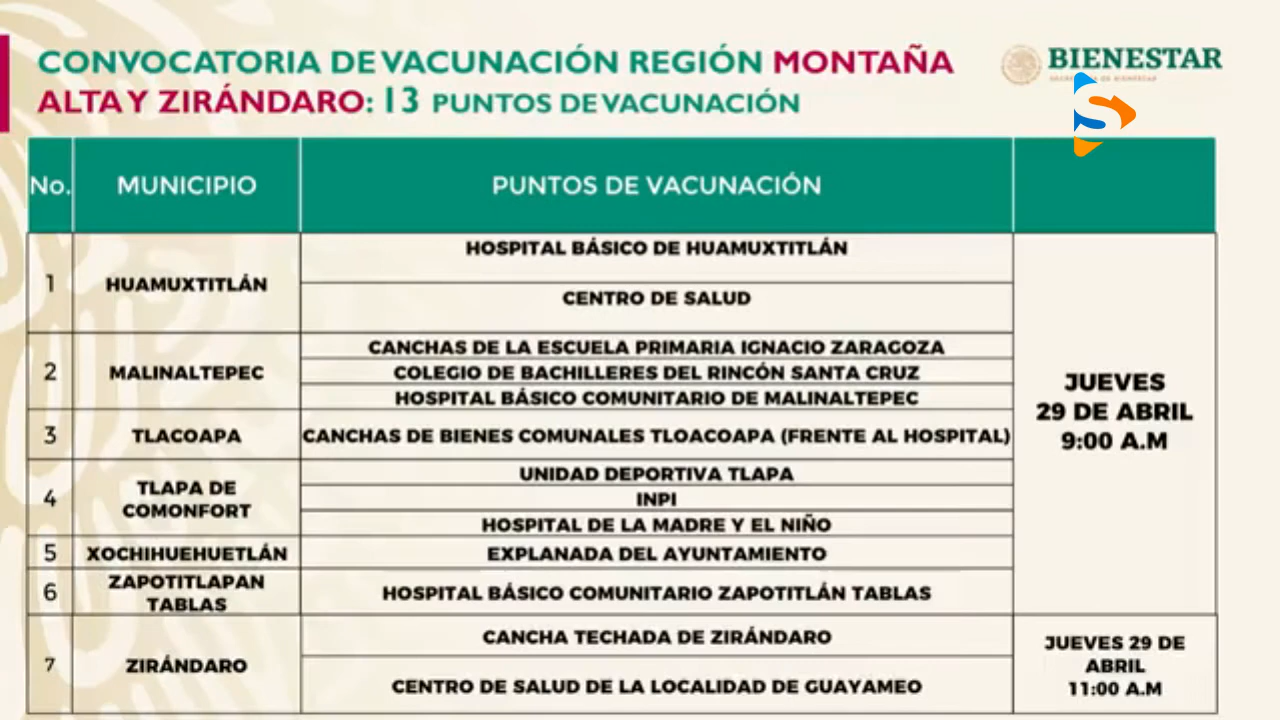 CONVOCATORIA DE VACUNACIÓN REGIÓN MONTAÑA
ALTA Y ZIRÁNDARO: 13 PUNTOS DE VACUNACIÓN
BIENESTAR
SECRETARÍA DE BIENESTAR
No. MUNICIPIO PUNTOS DE VACUNACIÓN
1 HUAMUXTITLÁN
HOSPITAL BÁSICO DE HUAMUXTITLÁN
CENTRO DE SALUD
2 MALINALTEPEC
CANCHAS DE LA ESCUELA PRIMARIA IGNACIO ZARAGOZA
COLEGIO DE BACHILLERES DEL RINCÓN SANTA CRUZ
HOSPITAL BÁSICO COMUNITARIO DE MALINALTEPEC
3 TLACOAPA CANCHAS DE BIENES COMUNALES TLOACOAPA (FRENTE AL HOSPITAL)
4 TLAPA DE
COMONFORT
UNIDAD DEPORTIVA TLAPA
INPI
HOSPITAL DE LA MADRE Y EL NIÑO
5 XOCHIHUEHUETLÁN EXPLANADA DEL AYUNTAMIENTO
6 ZAPOTITLAPAN
TABLAS
HOSPITAL BÁSICO COMUNITARIO ZAPOTITLÁN TABLAS
JUEVES
29 DE ABRIL
9:00 A.M
7 ZIRÁNDARO
CANCHA TECHADA DE ZIRÁNDARO
CENTRO DE SALUD DE LA LOCALIDAD DE GUAYAMEO
JUEVES 29 DE
ABRIL
11:00 A.M